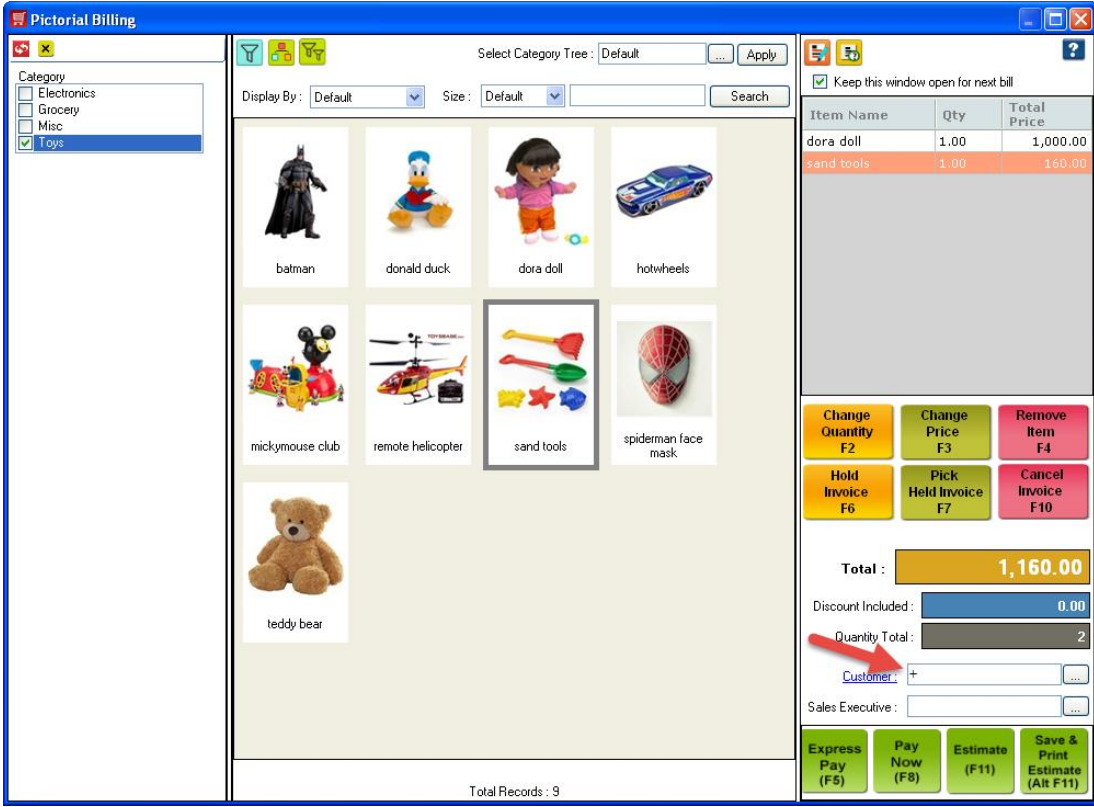 Pictorial Billing
Category
Electronics
Grocery
Misc
Toys
Select Category Tree : Default ... Apply
Display By : Default Size : Default Search
batman donald duck dora doll hotwheels
mickymouse club remote helicopter sand tools spiderman face
mask
teddy bear
Total Records : 9
?
Keep this window open for next bill
Item Name Qty Total
Price
dora doll 1.00 1,000.00
sand tools 1.00 160.00
Change
Quantity
F2
Change
Price
F3
Remove
Item
F4
Hold
Invoice
F6
Pick
Held Invoice
F7
Cancel
Invoice
F10
Total : 1,160.00
Discount Included : 0.00
Quantity Total : 2
Customer : + ...
Sales Executive : ...
Express
Pay
(F5)
Pay
Now
(F8)
Estimate
(F11)
Save &
Print
Estimate
(Alt F11)